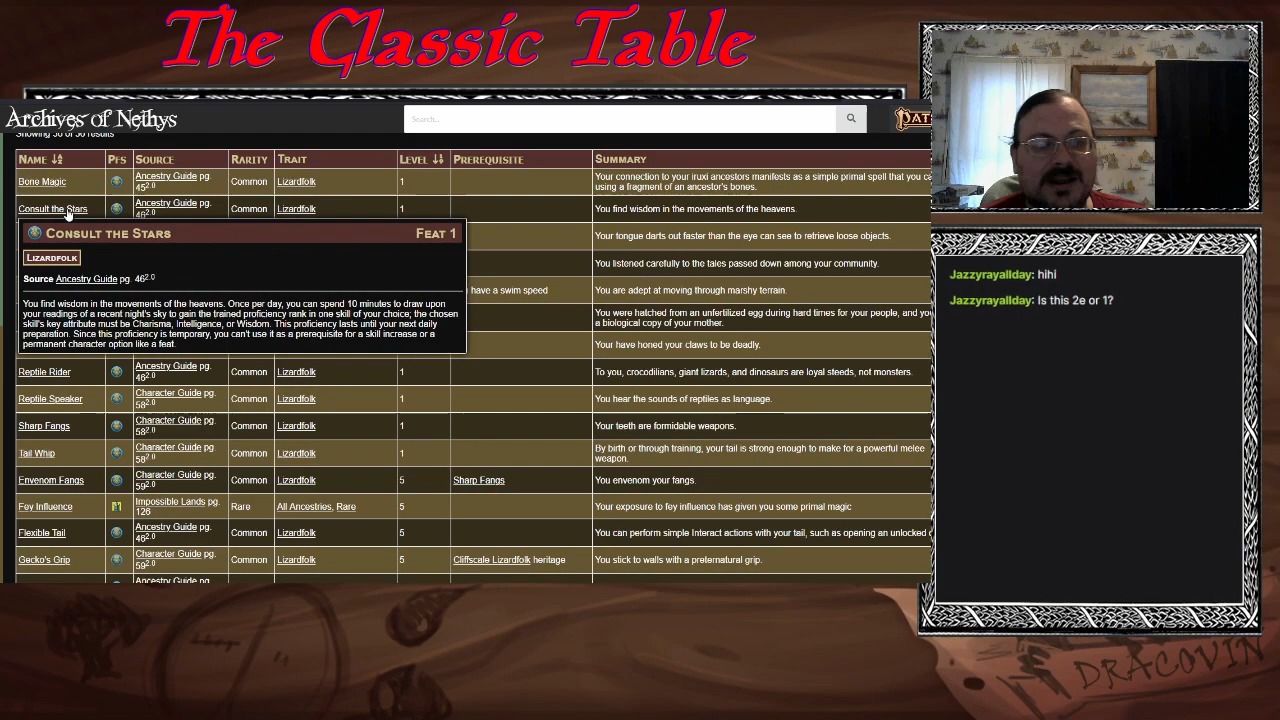 The Classic Table
Archives of Nethys
Search...
Showing 56 of 56 results
NAME PFS SOURCE RARITY TRAIT LEVEL PREREQUISITE SUMMARY
Bone Magic Ancestry Guide pg. 45 2.0 Common Lizardfolk 1 Your connection to your iruxi ancestors manifests as a simple primal spell that you ca
using a fragment of an ancestor's bones.
Consult the Stars Ancestry Guide pg. 46 2.0 Common Lizardfolk 1 You find wisdom in the movements of the heavens.
CONSULT THE STARS FEAT 1
LIZARDFOLK
Source Ancestry Guide pg. 46 2.0
You find wisdom in the movements of the heavens. Once per day, you can spend 10 minutes to draw upon
your readings of a recent night's sky to gain the trained proficiency rank in one skill of your choice; the chosen
skill's key attribute must be Charisma, Intelligence, or Wisdom. This proficiency lasts until your next daily
preparation. Since this proficiency is temporary, you can't use it as a prerequisite for a skill increase or a
permanent character option like a feat.
Your tongue darts out faster than the eye can see to retrieve loose objects.
You listened carefully to the tales passed down among your community.
have a swim speed You are adept at moving through marshy terrain.
You were hatched from an unfertilized egg during hard times for your people, and you
a biological copy of your mother.
Your have honed your claws to be deadly.
Reptile Rider Ancestry Guide pg. 46 2.0 Common Lizardfolk 1 To you, crocodilians, giant lizards, and dinosaurs are loyal steeds, not monsters.
Reptile Speaker Character Guide pg. 58 2.0 Common Lizardfolk 1 You hear the sounds of reptiles as language.
Sharp Fangs Character Guide pg. 58 2.0 Common Lizardfolk 1 Your teeth are formidable weapons.
Tail Whip Character Guide pg. 59 2.0 Common Lizardfolk 1 By birth or through training, your tail is strong enough to make for a powerful melee
weapon.
Envenom Fangs Character Guide pg. 59 2.0 Common Lizardfolk 5 Sharp Fangs You envenom your fangs.
Fey Influence Impossible Lands pg. 126 Rare All Ancestries, Rare 5 Your exposure to fey influence has given you some primal magic
Flexible Tail Ancestry Guide pg. 46 2.0 Common Lizardfolk 5 You can perform simple Interact actions with your tail, such as opening an unlocked
Gecko's Grip Character Guide pg. 59 2.0 Common Lizardfolk 5 Cliffscale Lizardfolk heritage You stick to walls with a preternatural grip.
Jazzyrayallday: hihi
Jazzyrayallday: Is this 2e or 1?
DRACOVIN